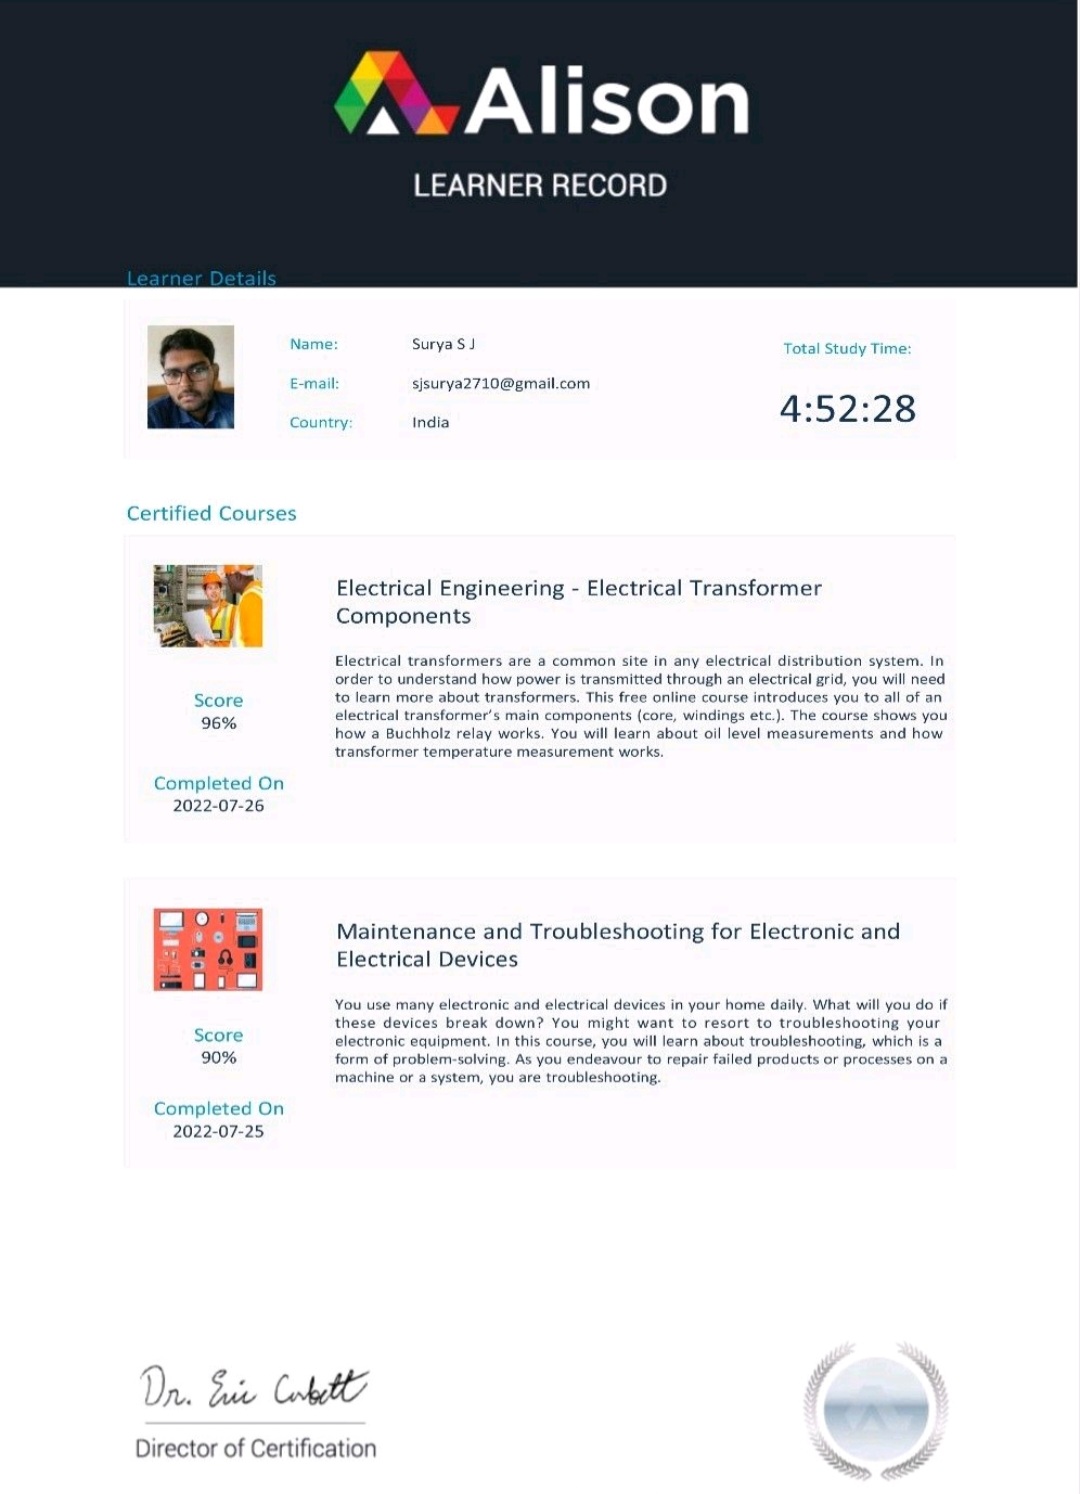 Alison
LEARNER RECORD
Learner Details
Name:
Surya S J
E-mail:
sjsurya2710@gmail.com
Country:
India
Total Study Time:
4:52:28
Certified Courses
Electrical Engineering - Electrical Transformer
Components
Electrical transformers are a common site in any electrical distribution system. In
order to understand how power is transmitted through an electrical grid, you will need
to learn more about transformers. This free online course introduces you to all of an
electrical transformer's main components (core, windings etc.). The course shows you
how a Buchholz relay works. You will learn about oil level measurements and how
transformer temperature measurement works.
Score
96%
Completed On
2022-07-26
Maintenance and Troubleshooting for Electronic and
Electrical Devices
You use many electronic and electrical devices in your home daily. What will you do if
these devices break down? You might want to resort to troubleshooting your
electronic equipment. In this course, you will learn about troubleshooting, which is a
form of problem-solving. As you endeavour to repair failed products or processes on a
machine or a system, you are troubleshooting.
Score
90%
Completed On
2022-07-25
Dr. Eric Corbett
Director of Certification